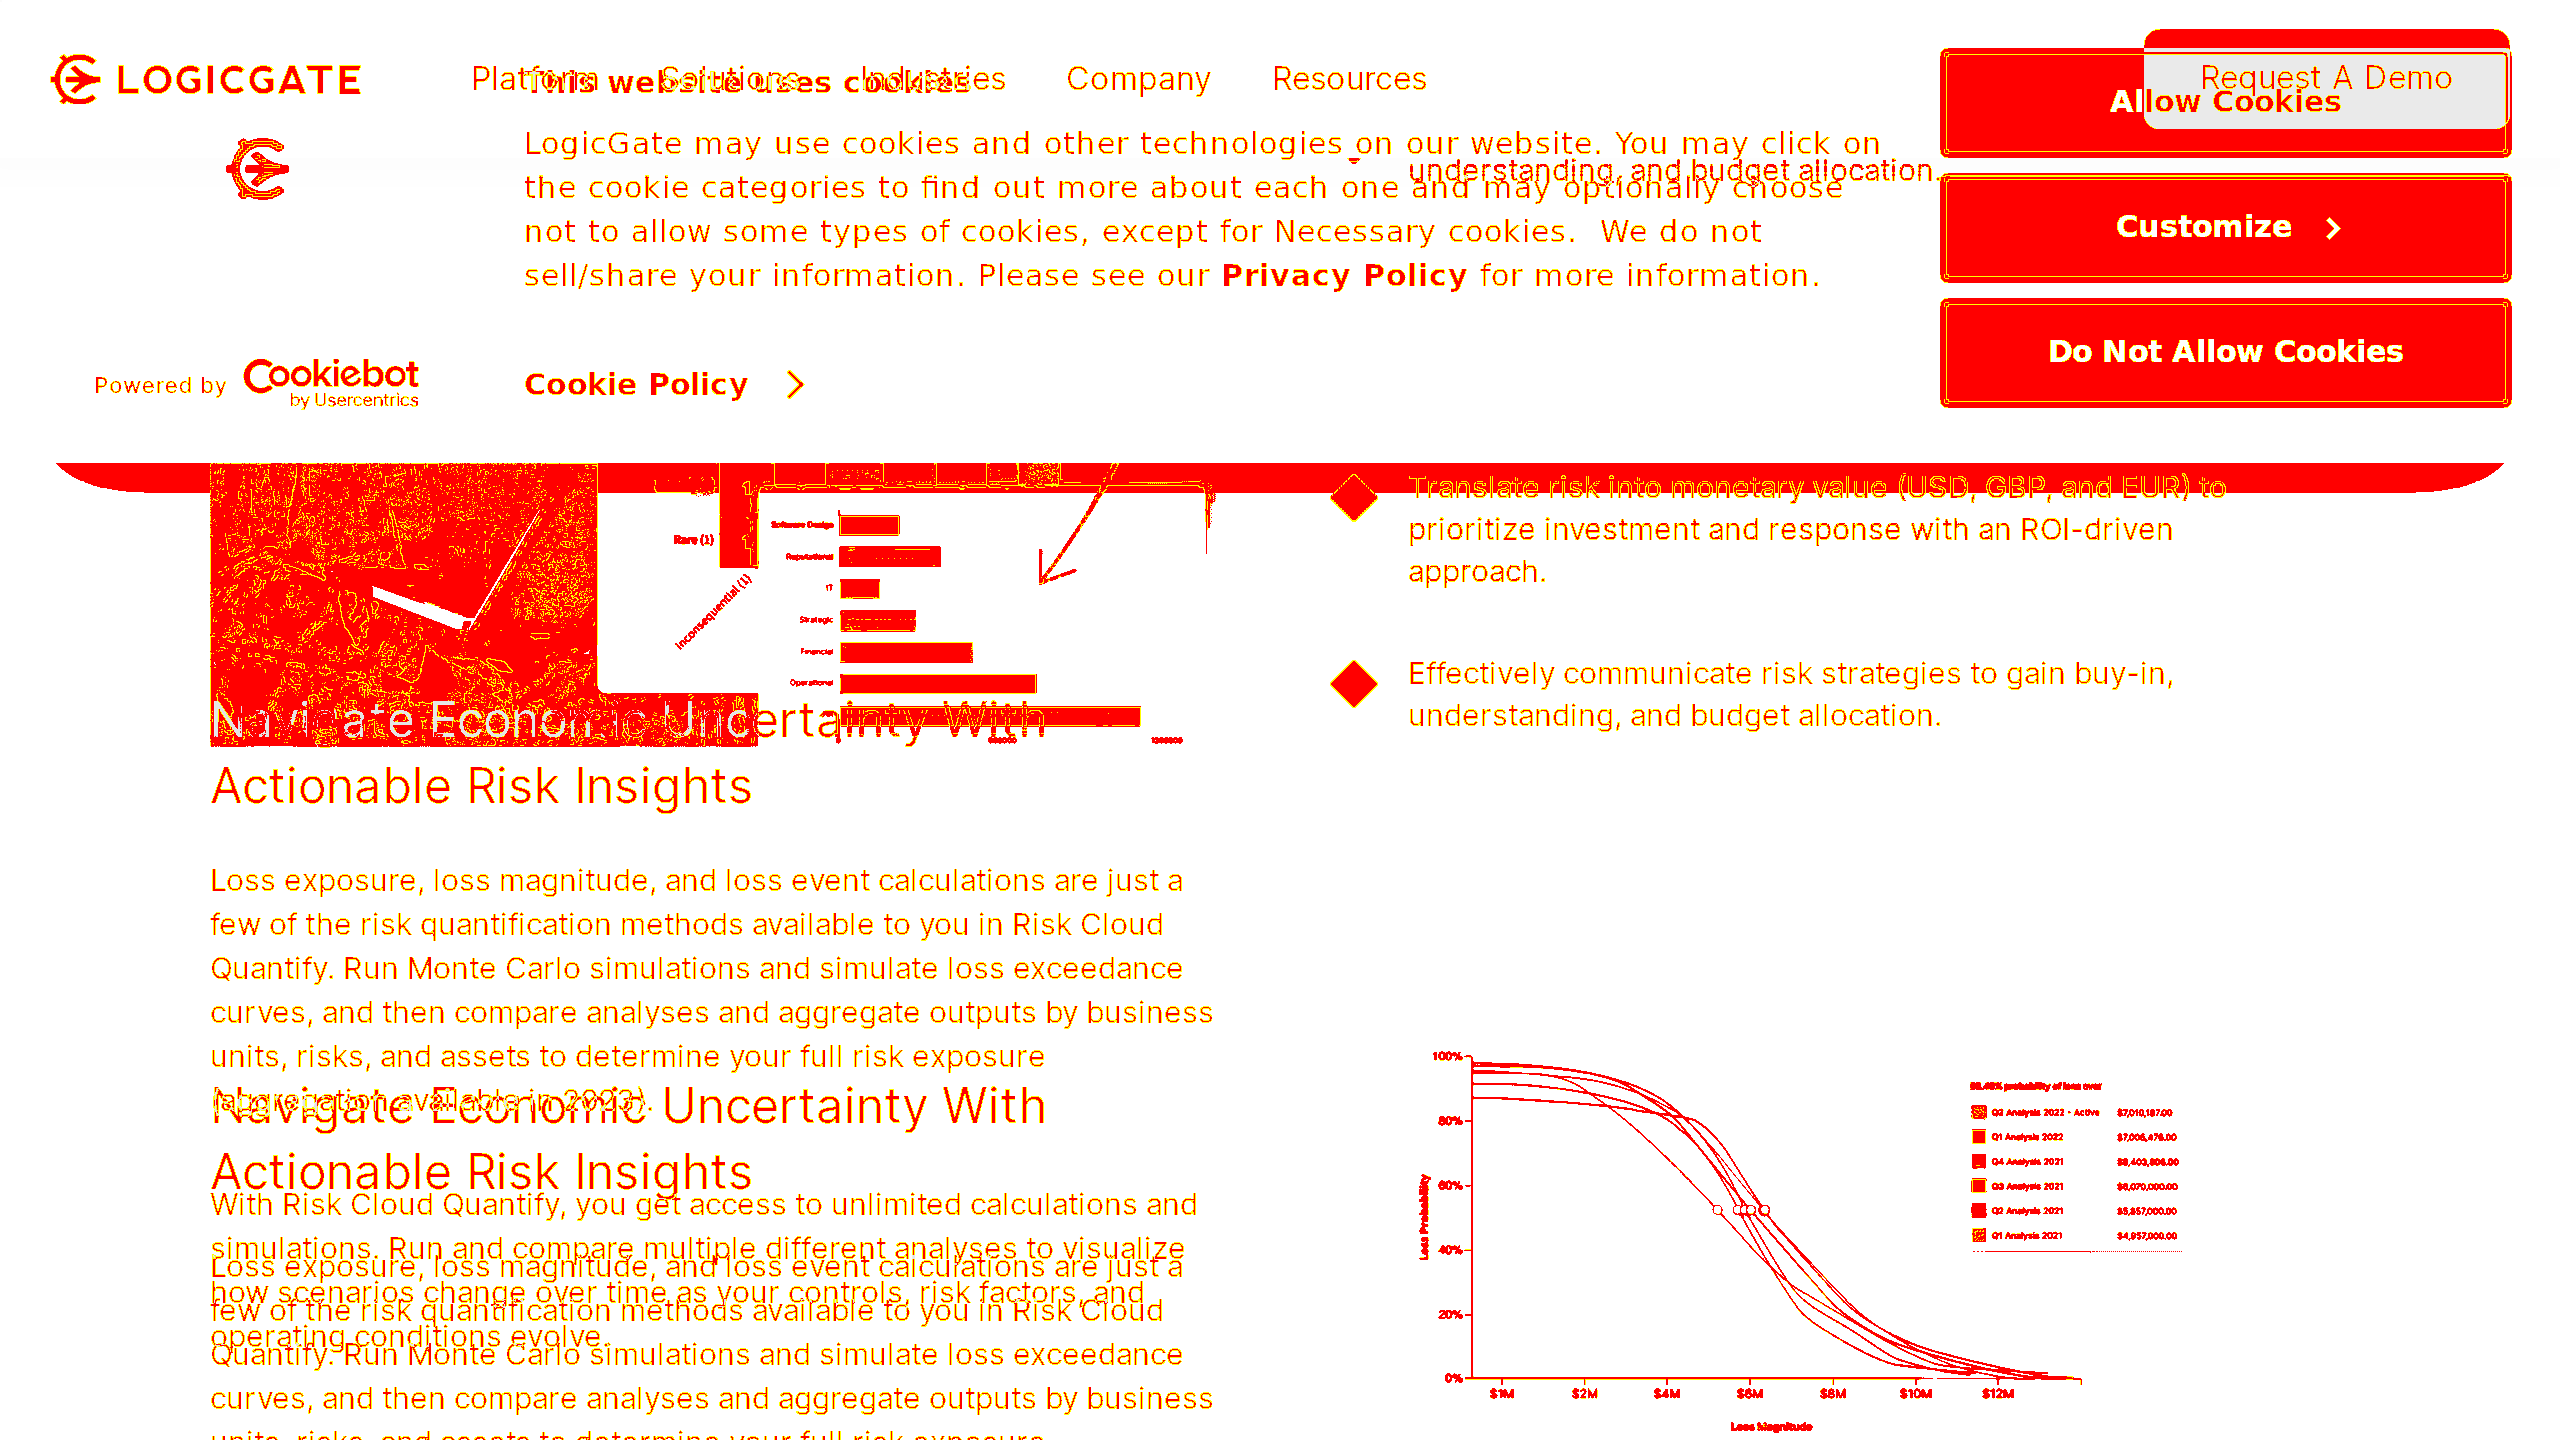 LOGICGATE
Platform Solutions Industries Company Resources
Request A Demo
This website uses cookies
Allow Cookies
LogicGate may use cookies and other technologies on our website. You may click on
the cookie categories to find out more about each one and may optionally choose
not to allow some types of cookies, except for Necessary cookies. We do not
sell/share your information. Please see our Privacy Policy for more information.
understanding, and budget allocation.
Customize
Do Not Allow Cookies
Powered by Cookiebot
by Usercentrics
Cookie Policy
Translate risk into monetary value (USD, GBP, and EUR) to
prioritize investment and response with an ROI-driven
approach.
Effectively communicate risk strategies to gain buy-in,
understanding, and budget allocation.
Rare (1)
Inconsequential (1)
Software Design
Reputational
IT
Strategic
Financial
Operational
Navigate Economic Uncertainty With
Actionable Risk Insights
Loss exposure, loss magnitude, and loss event calculations are just a
few of the risk quantification methods available to you in Risk Cloud
Quantify. Run Monte Carlo simulations and simulate loss exceedance
curves, and then compare analyses and aggregate outputs by business
units, risks, and assets to determine your full risk exposure
(aggregation available in 2023).
Navigate Economic Uncertainty With
Actionable Risk Insights
With Risk Cloud Quantify, you get access to unlimited calculations and
simulations. Run and compare multiple different analyses to visualize
how scenarios change over time as your controls, risk factors, and
operating conditions evolve.
Loss exposure, loss magnitude, and loss event calculations are just a
few of the risk quantification methods available to you in Risk Cloud
Quantify. Run Monte Carlo simulations and simulate loss exceedance
curves, and then compare analyses and aggregate outputs by business
units, risks, and assets to determine your full risk exposure
100%
80%
60%
40%
20%
0%
Loss Probability
$1M $2M $4M $6M $8M $10M $12M
Loss Magnitude
probability of loss over
Q2 Analysis 2022 - Active $7,010,187.00
Q1 Analysis 2022 $7,006,476.00
Q4 Analysis 2021
Q3 Analysis 2021 $6,070,000.00
Q2 Analysis 2021 $5,857,000.00
Q1 Analysis 2021 $4,957,000.00